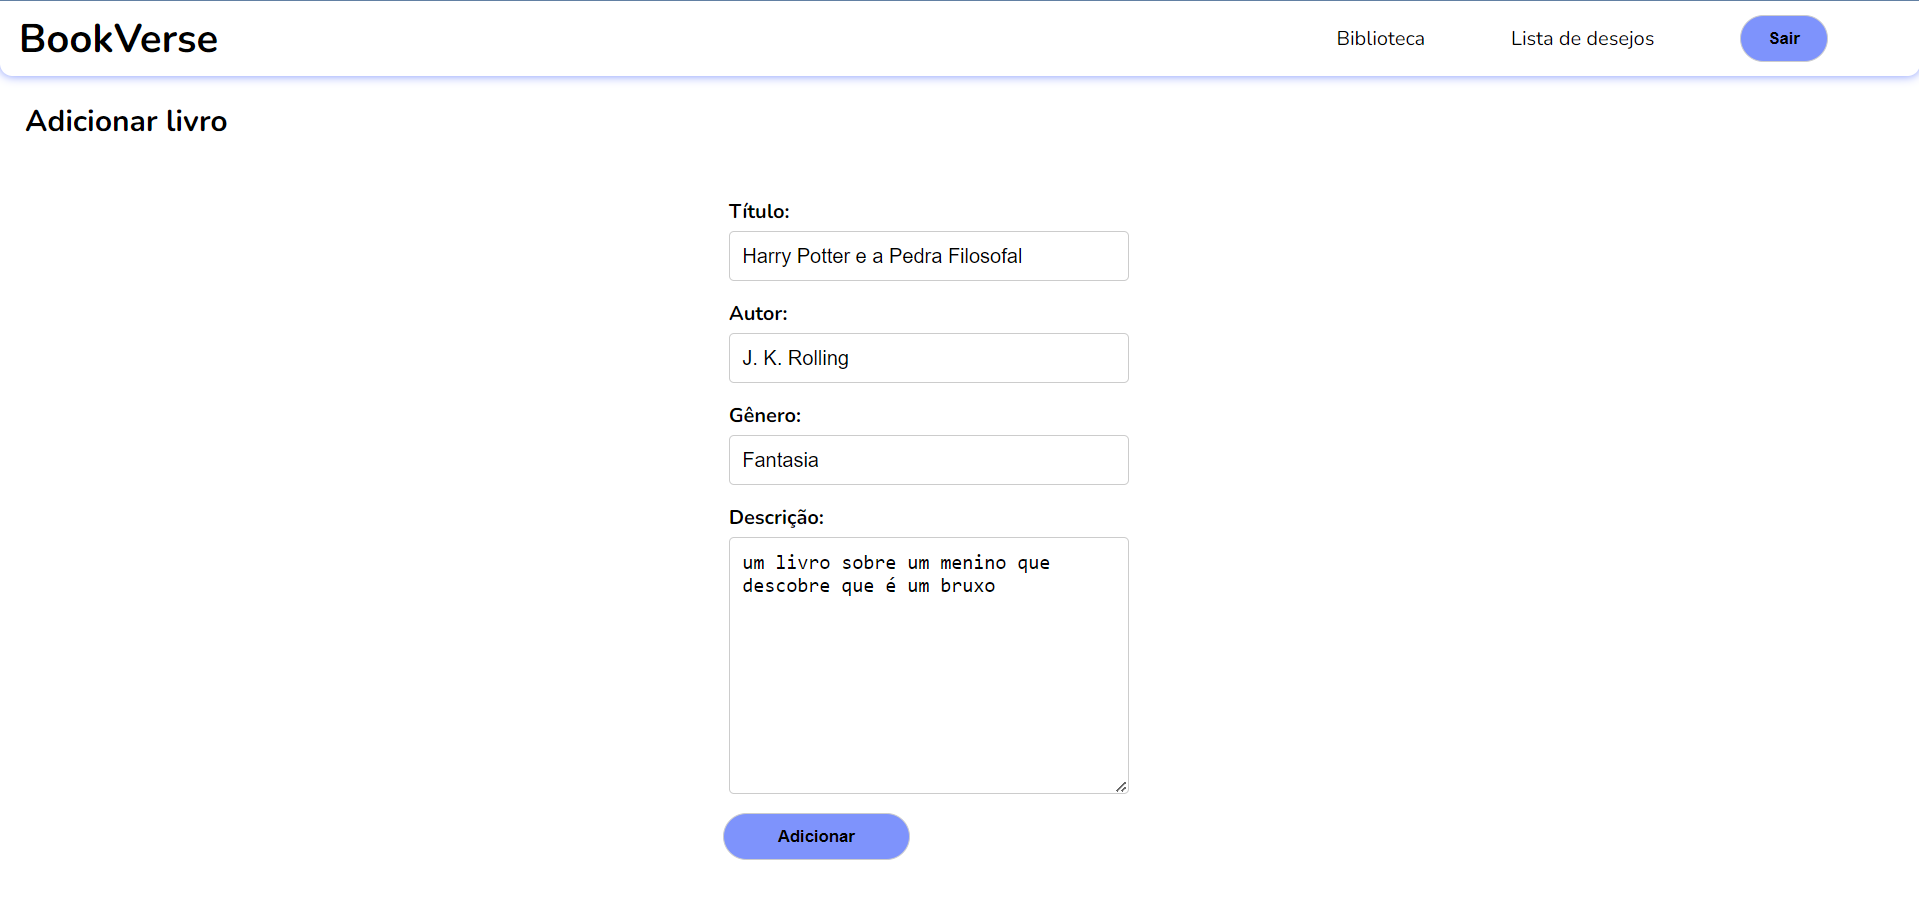 BookVerse
Biblioteca
Lista de desejos
Sair
Adicionar livro
Título:
Harry Potter e a Pedra Filosofal
Autor:
J. K. Rolling
Gênero:
Fantasia
Descrição:
um livro sobre um menino que
descobre que é um bruxo
Adicionar